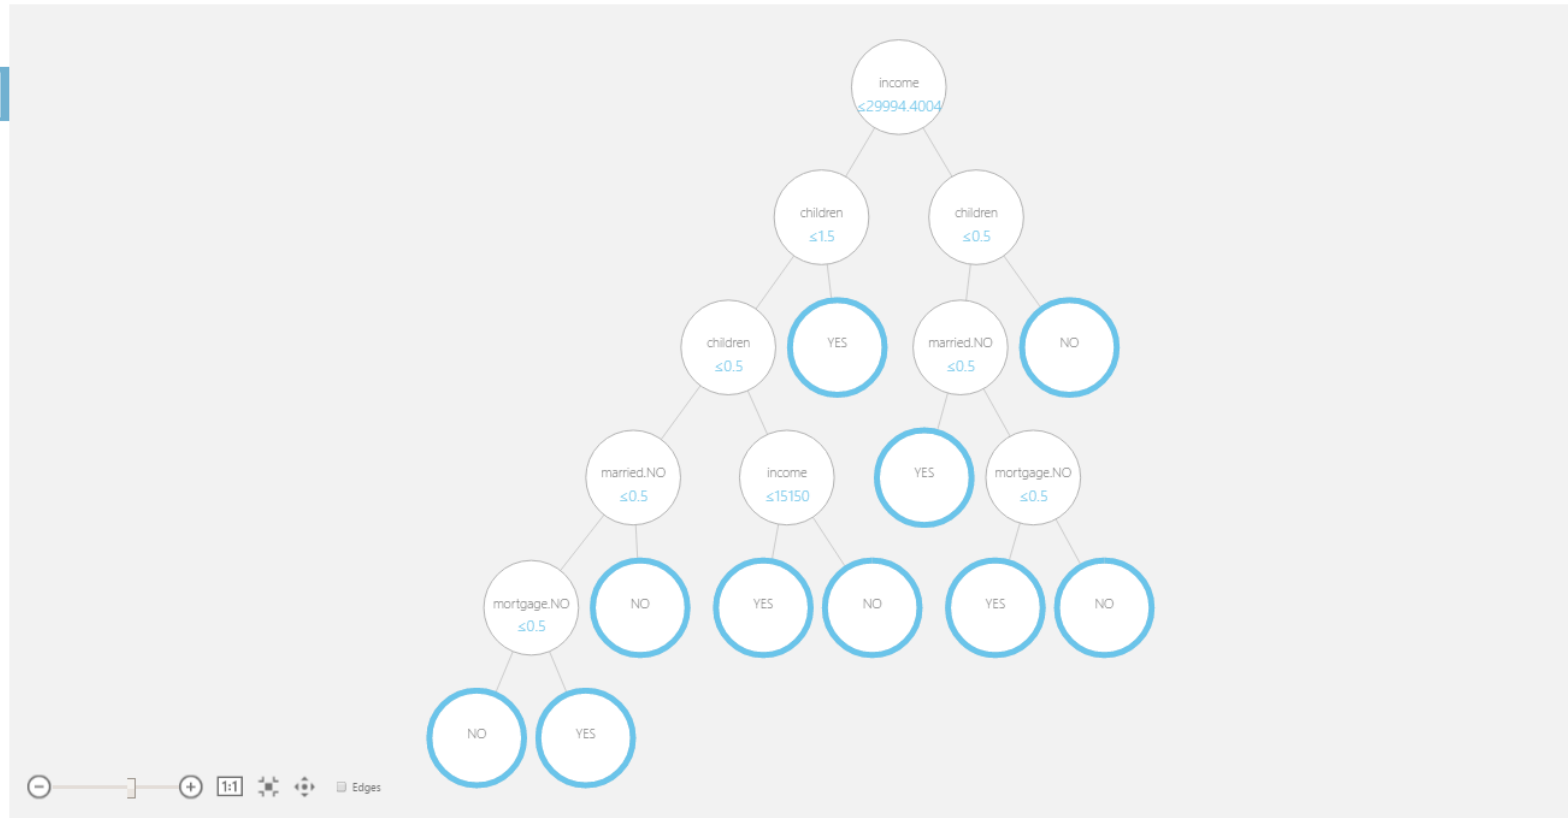 income
≤29994.4004
children
≤1.5
children
≤0.5
children
≤0.5
YES
married.NO
≤0.5
NO
married.NO
≤0.5
income
≤15150
YES
mortgage.NO
≤0.5
mortgage.NO
≤0.5
NO
YES
NO
YES
NO
NO
YES
1:1
Edges